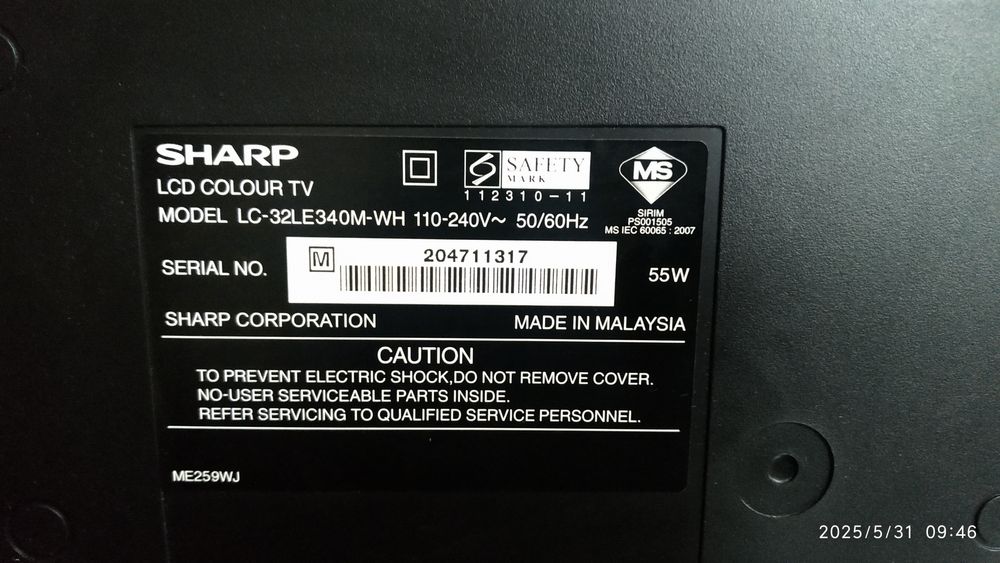 SHARP
LCD COLOUR TV
SAFETY
MARK
112310-11
MS
SIRIM
PS001505
MS IEC 60065 : 2007
MODEL LC-32LE340M-WH 110-240V~ 50/60Hz
SERIAL NO.
M
204711317
55W
SHARP CORPORATION
MADE IN MALAYSIA
CAUTION
TO PREVENT ELECTRIC SHOCK,DO NOT REMOVE COVER.
NO-USER SERVICEABLE PARTS INSIDE.
REFER SERVICING TO QUALIFIED SERVICE PERSONNEL.
ME259WJ
2025/5/31 09:46